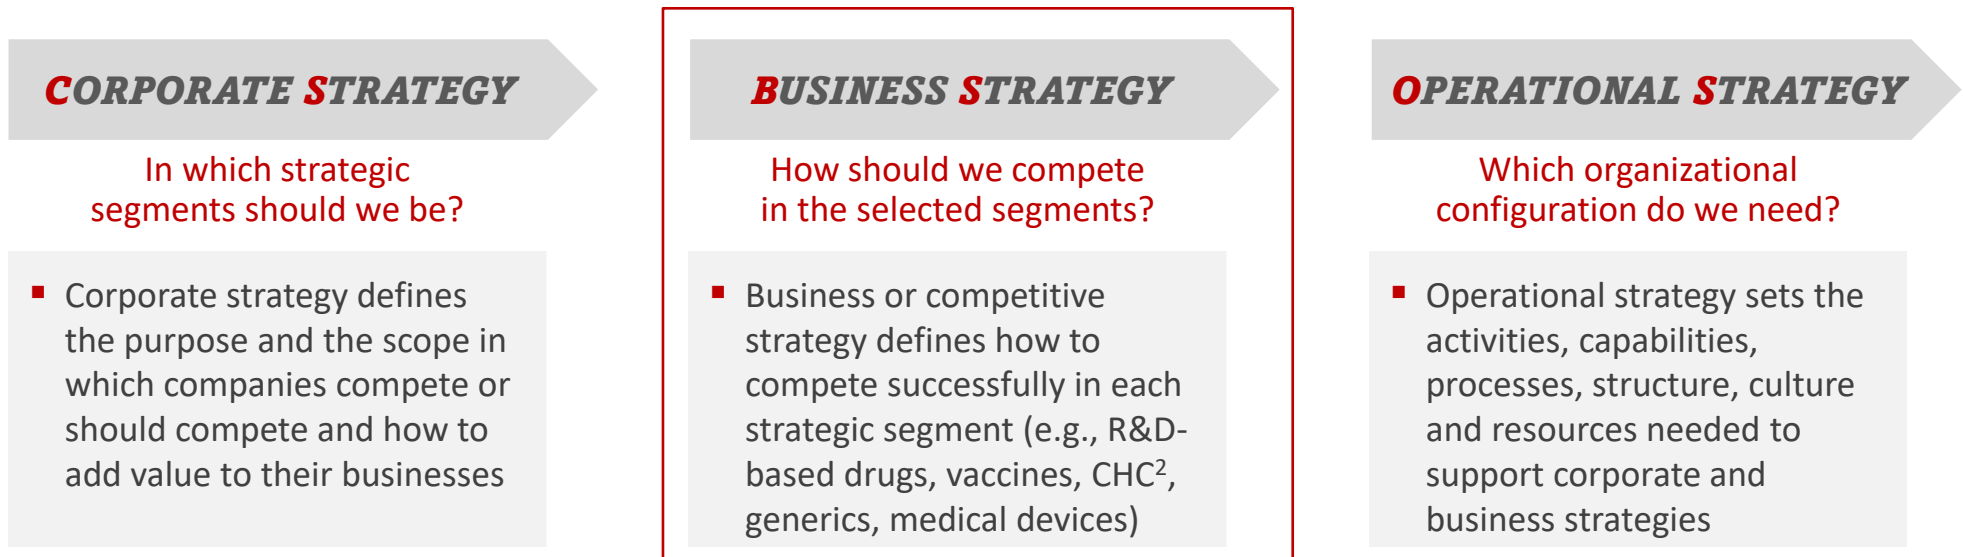 CORPORATE STRATEGY
In which strategic
segments should we be?
▪ Corporate strategy defines
the purpose and the scope in
which companies compete or
should compete and how to
add value to their businesses
BUSINESS STRATEGY
How should we compete
in the selected segments?
▪ Business or competitive
strategy defines how to
compete successfully in each
strategic segment (e.g., R&D-
based drugs, vaccines, CHC²,
generics, medical devices)
OPERATIONAL STRATEGY
Which organizational
configuration do we need?
▪ Operational strategy sets the
activities, capabilities,
processes, structure, culture
and resources needed to
support corporate and
business strategies